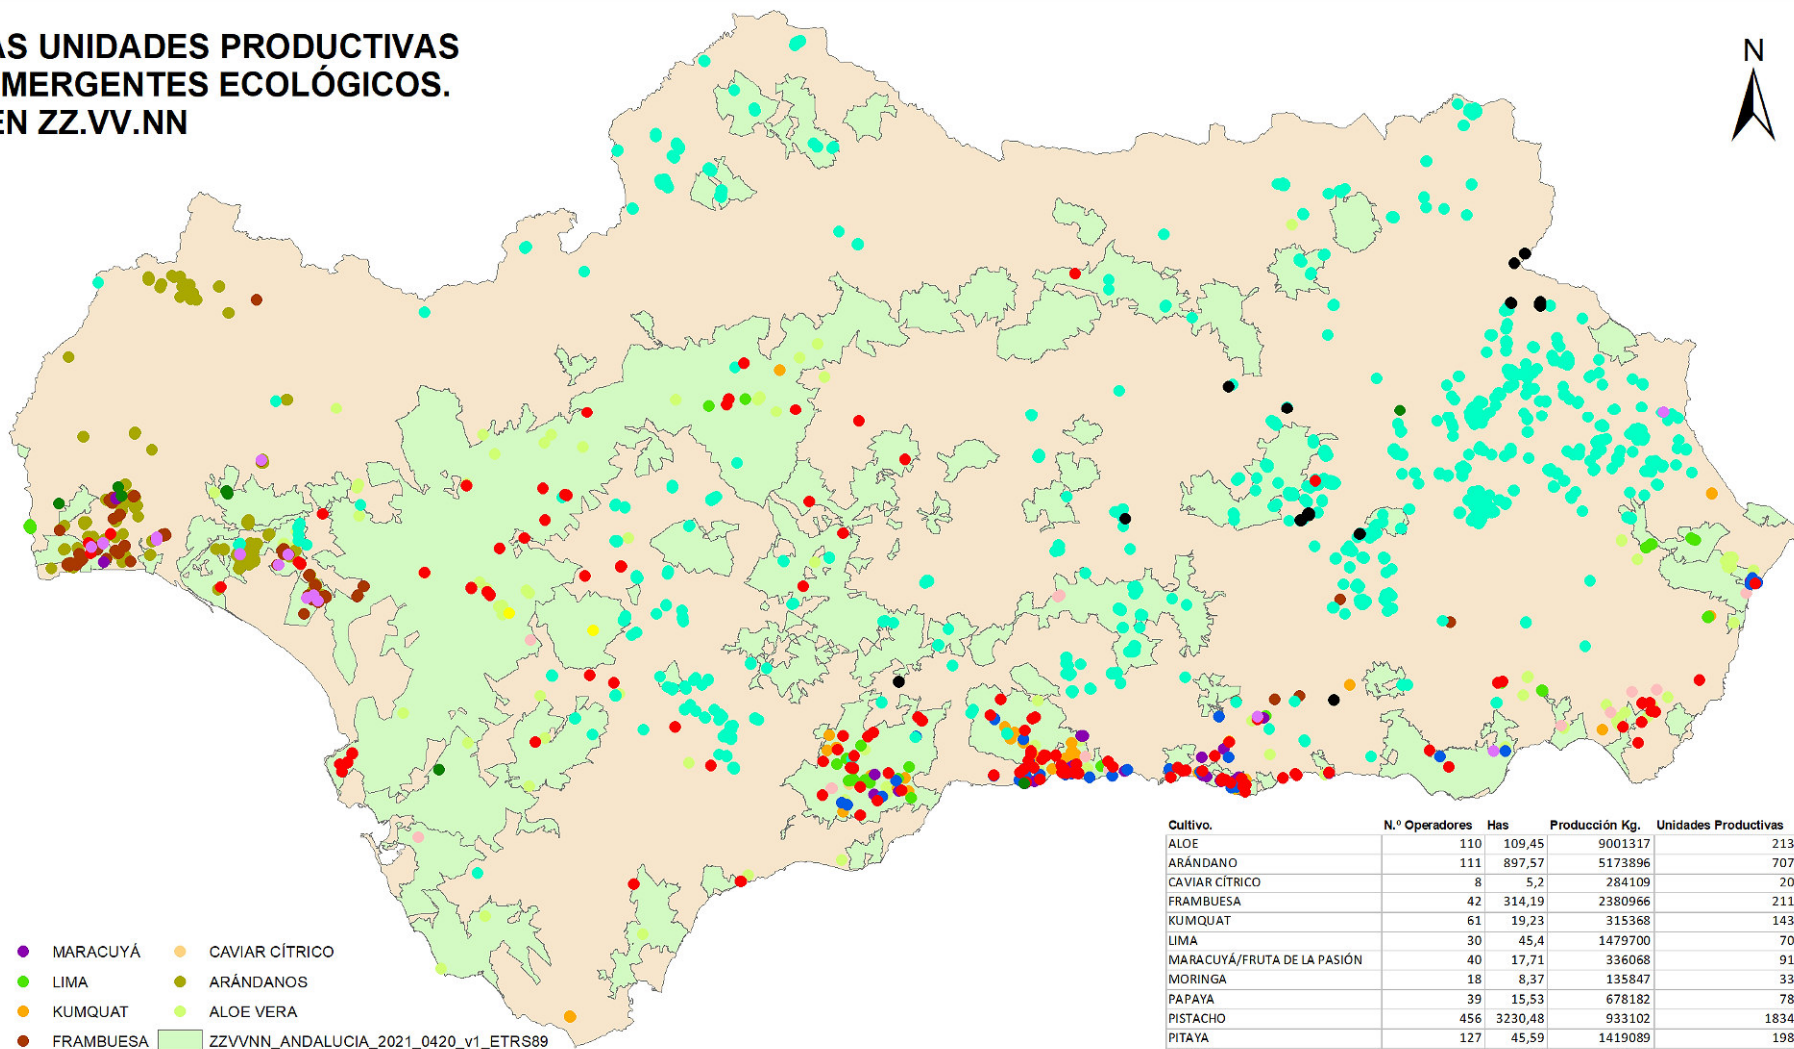 AS UNIDADES PRODUCTIVAS
MERGENTES ECOLÓGICOS.
EN ZZ.VV.NN
N
Cultivo. N.º Operadores Has Producción Kg. Unidades Productivas
ALOE 110 109,45 9001317 213
ARÁNDANO 111 897,57 5173896 707
CAVIAR CÍTRICO 8 5,2 284109 20
FRAMBUESA 42 314,19 2380966 211
KUMQUAT 61 19,23 315368 143
LIMA 30 45,4 1479700 70
MARACUYÁ/FRUTA DE LA PASIÓN 40 17,71 336068 91
MORINGA 18 8,37 135847 33
PAPAYA 39 15,53 678182 78
PISTACHO 456 3230,48 933102 1834
PITAYA 127 45,59 1419089 198
MARACUYÁ CAVIAR CÍTRICO
LIMA ARÁNDANOS
KUMQUAT ALOE VERA
FRAMBUESA ZZVVNN_ANDALUCIA_2021_0420_v1_ETRS89